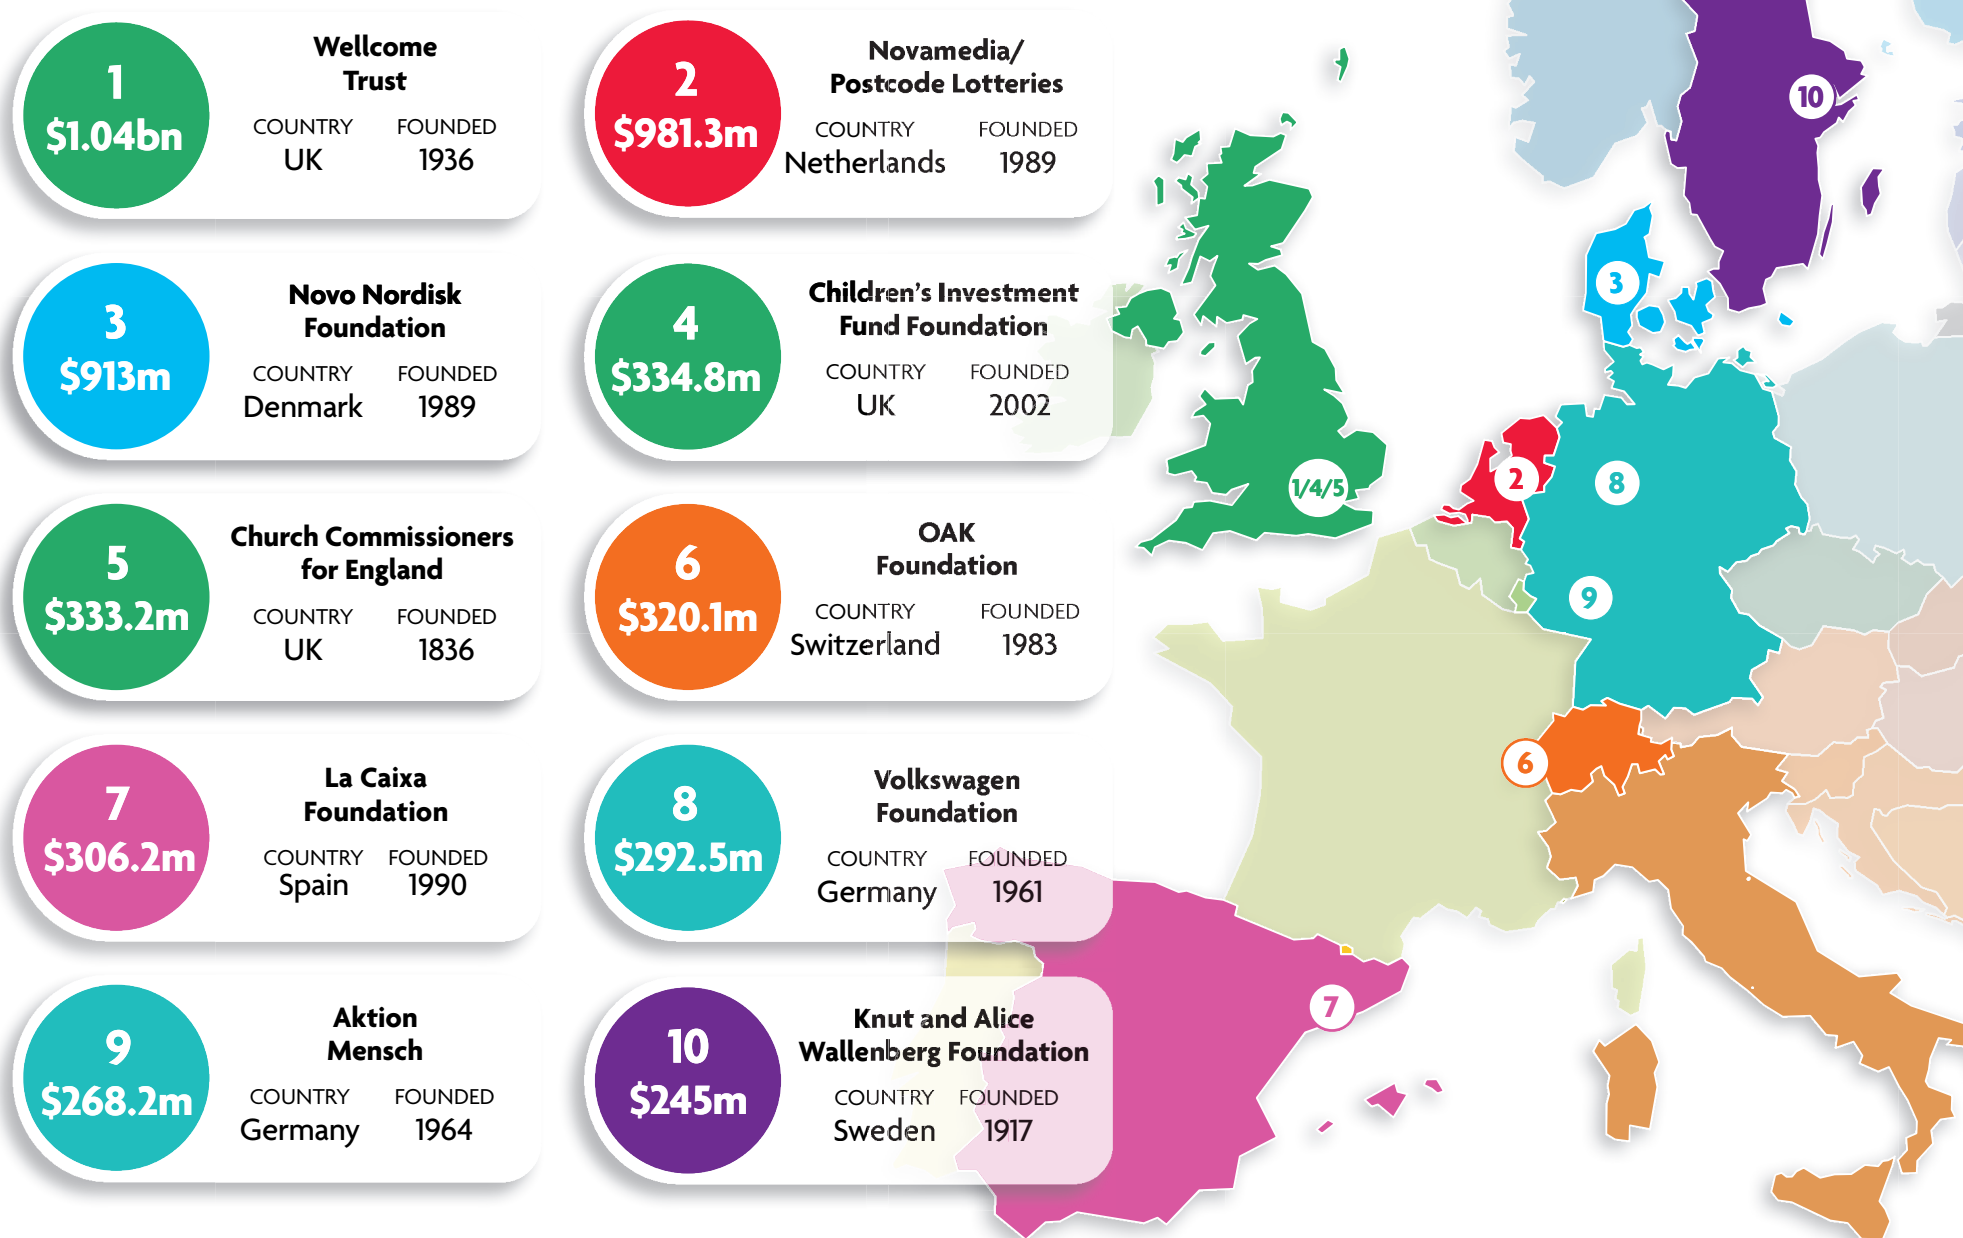 1
$1.04bn
Wellcome
Trust
COUNTRY FOUNDED
UK 1936
2
$981.3m
Novamedia/
Postcode Lotteries
COUNTRY FOUNDED
Netherlands 1989
3
$913m
Novo Nordisk
Foundation
COUNTRY FOUNDED
Denmark 1989
4
$334.8m
Children's Investment
Fund Foundation
COUNTRY FOUNDED
UK 2002
5
$333.2m
Church Commissioners
for England
COUNTRY FOUNDED
UK 1836
6
$320.1m
OAK
Foundation
COUNTRY FOUNDED
Switzerland 1983
7
$306.2m
La Caixa
Foundation
COUNTRY FOUNDED
Spain 1990
8
$292.5m
Volkswagen
Foundation
COUNTRY FOUNDED
Germany 1961
9
$268.2m
Aktion
Mensch
COUNTRY FOUNDED
Germany 1964
10
$245m
Knut and Alice
Wallenberg Foundation
COUNTRY FOUNDED
Sweden 1917
10
3
2
8
1/4/5
9
6
7